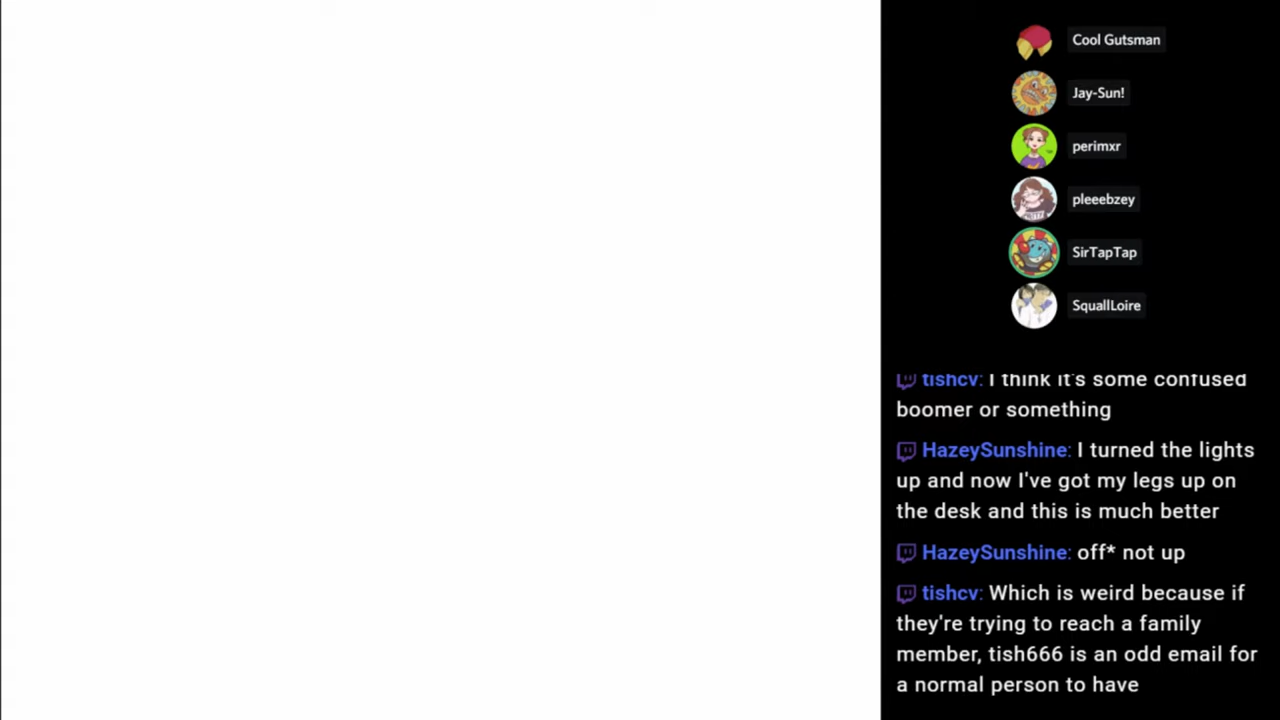 Cool Gutsman
Jay-Sun!
perimxr
pleeebzey
SirTapTap
SquallLoire
tishcv: I think it's some confused
boomer or something
HazeySunshine: I turned the lights
up and now I've got my legs up on
the desk and this is much better
HazeySunshine: off* not up
tishcv: Which is weird because if
they're trying to reach a family
member, tish666 is an odd email for
a normal person to have